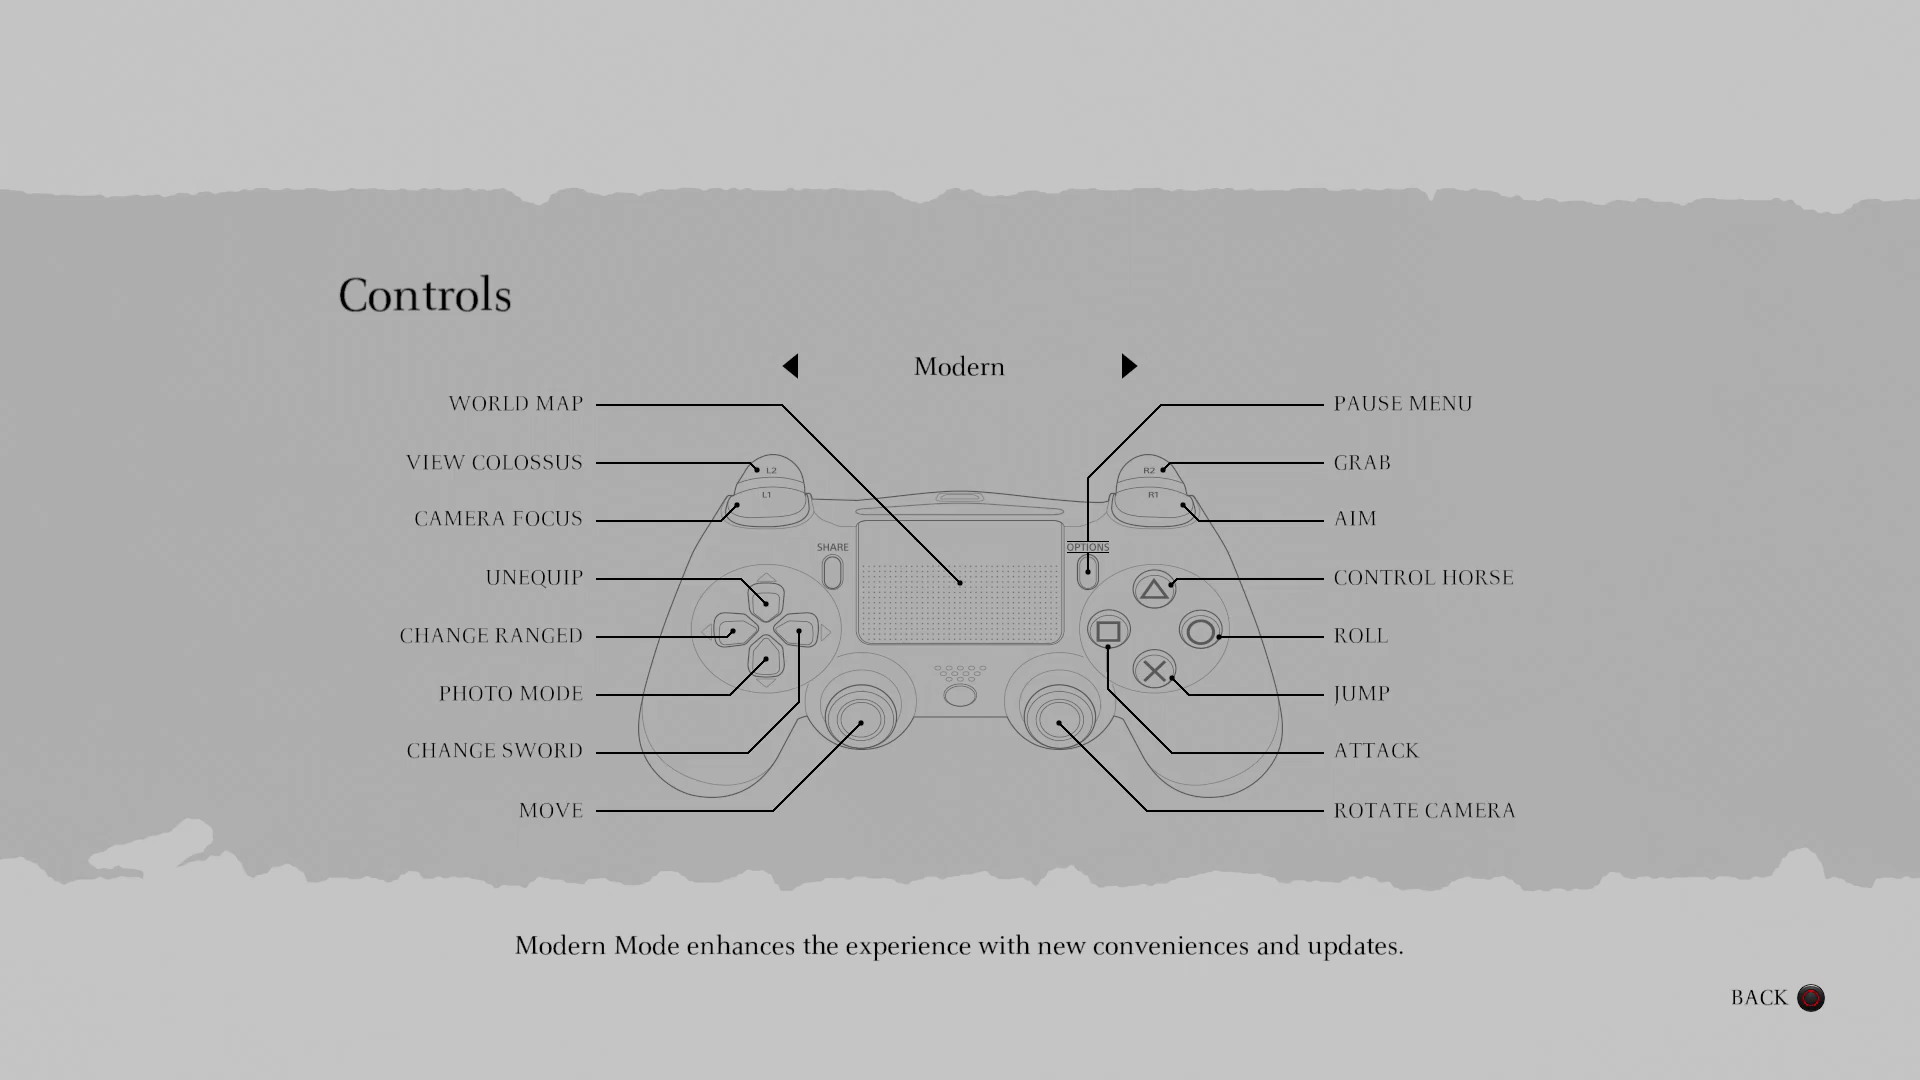 Controls
Modern
WORLD MAP
PAUSE MENU
VIEW COLOSSUS
L2
R2
GRAB
L1
R1
CAMERA FOCUS
AIM
SHARE
OPTIONS
UNEQUIP
CONTROL HORSE
CHANGE RANGED
ROLL
PHOTO MODE
JUMP
CHANGE SWORD
ATTACK
MOVE
ROTATE CAMERA
Modern Mode enhances the experience with new conveniences and updates.
BACK